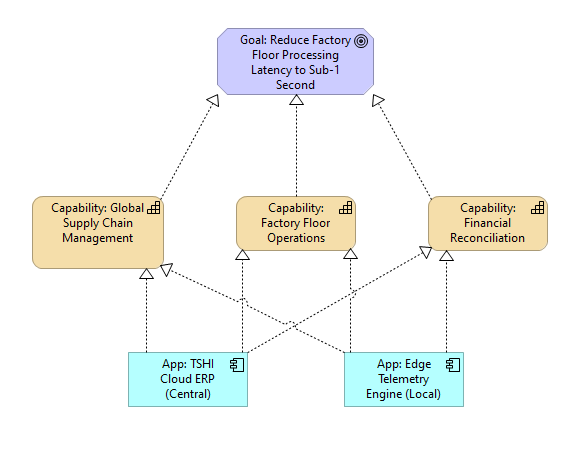 Goal: Reduce Factory
Floor Processing
Latency to Sub-1
Second
Capability: Global
Supply Chain
Management
Capability:
Factory Floor
Operations
Capability:
Financial
Reconciliation
App: TSHI
Cloud ERP
(Central)
App: Edge
Telemetry
Engine (Local)